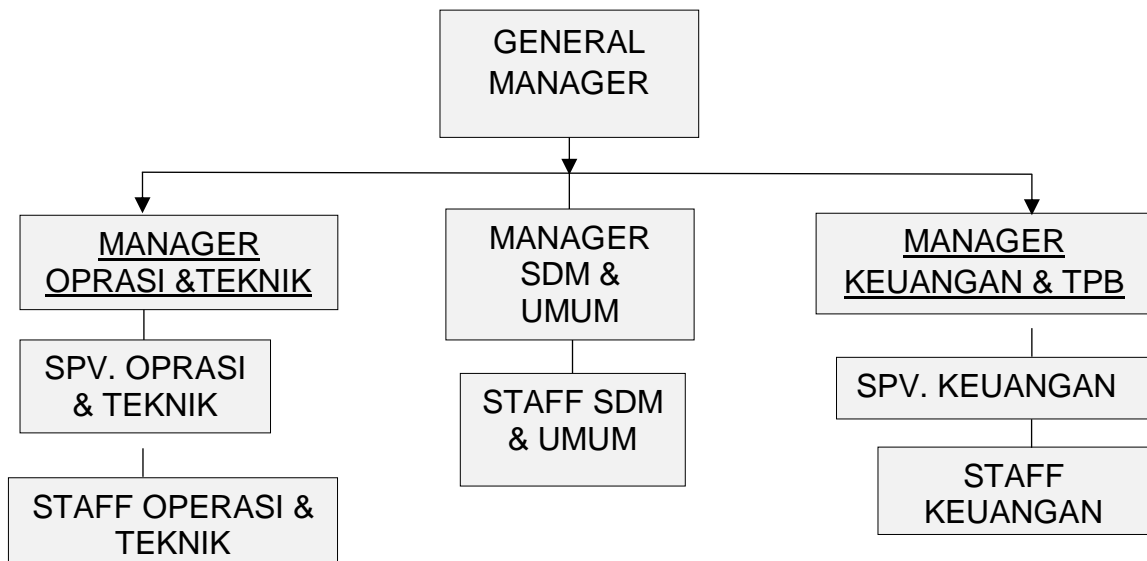 GENERAL
MANAGER
MANAGER
OPRASI &TEKNIK
MANAGER
SDM &
UMUM
MANAGER
KEUANGAN & TPB
SPV. OPRASI
& TEKNIK
STAFF SDM
& UMUM
SPV. KEUANGAN
STAFF OPERASI &
TEKNIK
STAFF
KEUANGAN